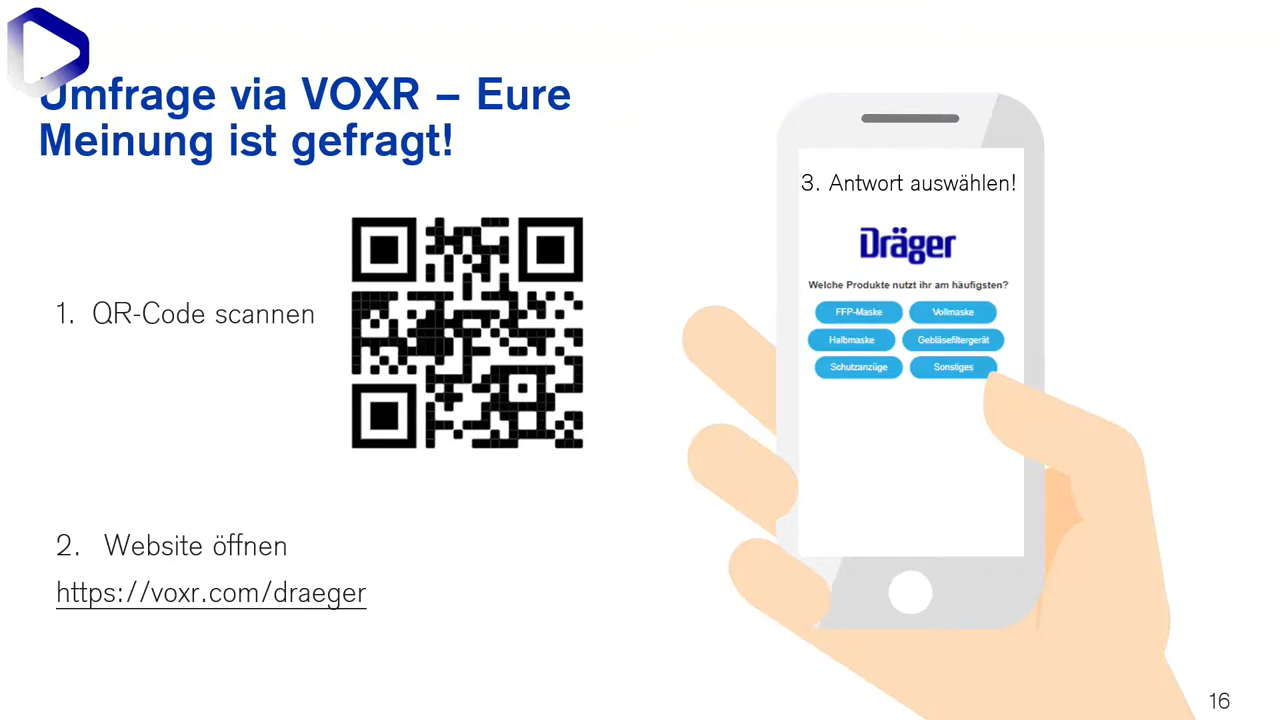 Umfrage via VOXR – Eure
Meinung ist gefragt!
1. QR-Code scannen
2. Website öffnen
https://voxr.com/draeger
3. Antwort auswählen!
Dräger
Welche Produkte nutzt ihr am häufigsten?
FFP-Maske
Vollmaske
Halbmaske
Gebläsefiltergerät
Schutzanzüge
Sonstiges
16